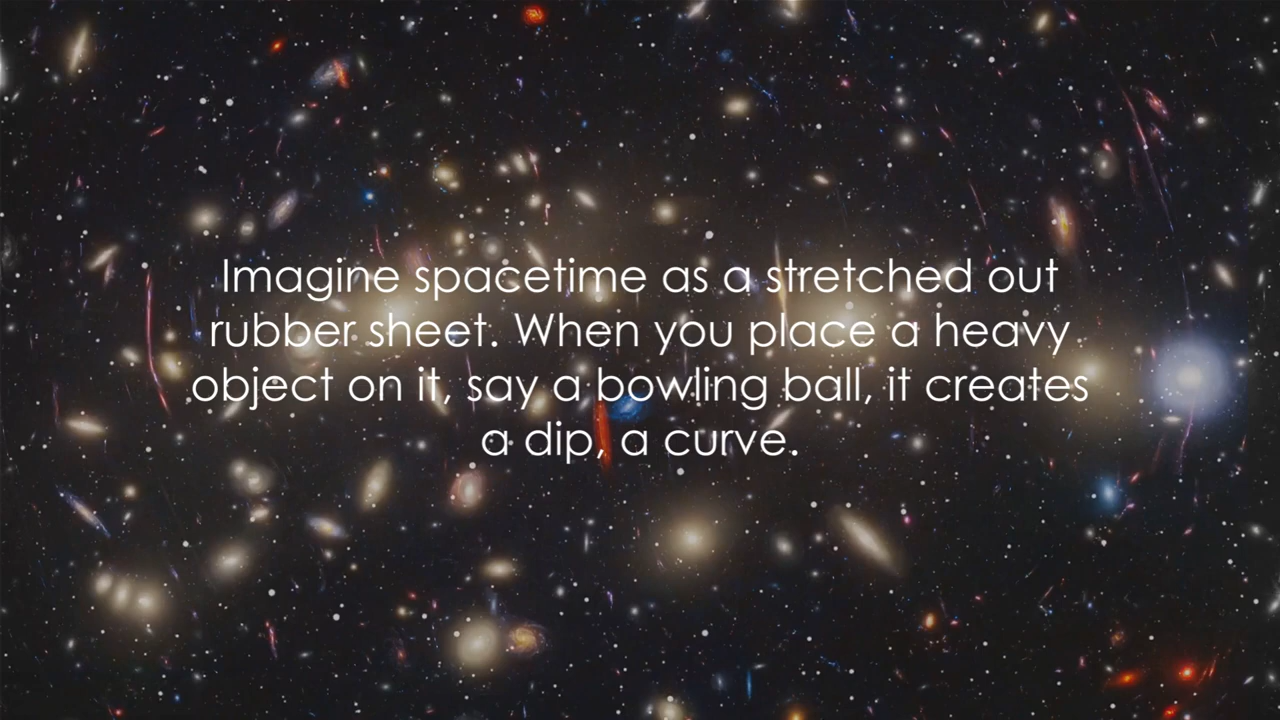 Imagine spacetime as a stretched out
rubber sheet. When you place a heavy
object on it, say a bowling ball, it creates
a dip, a curve.